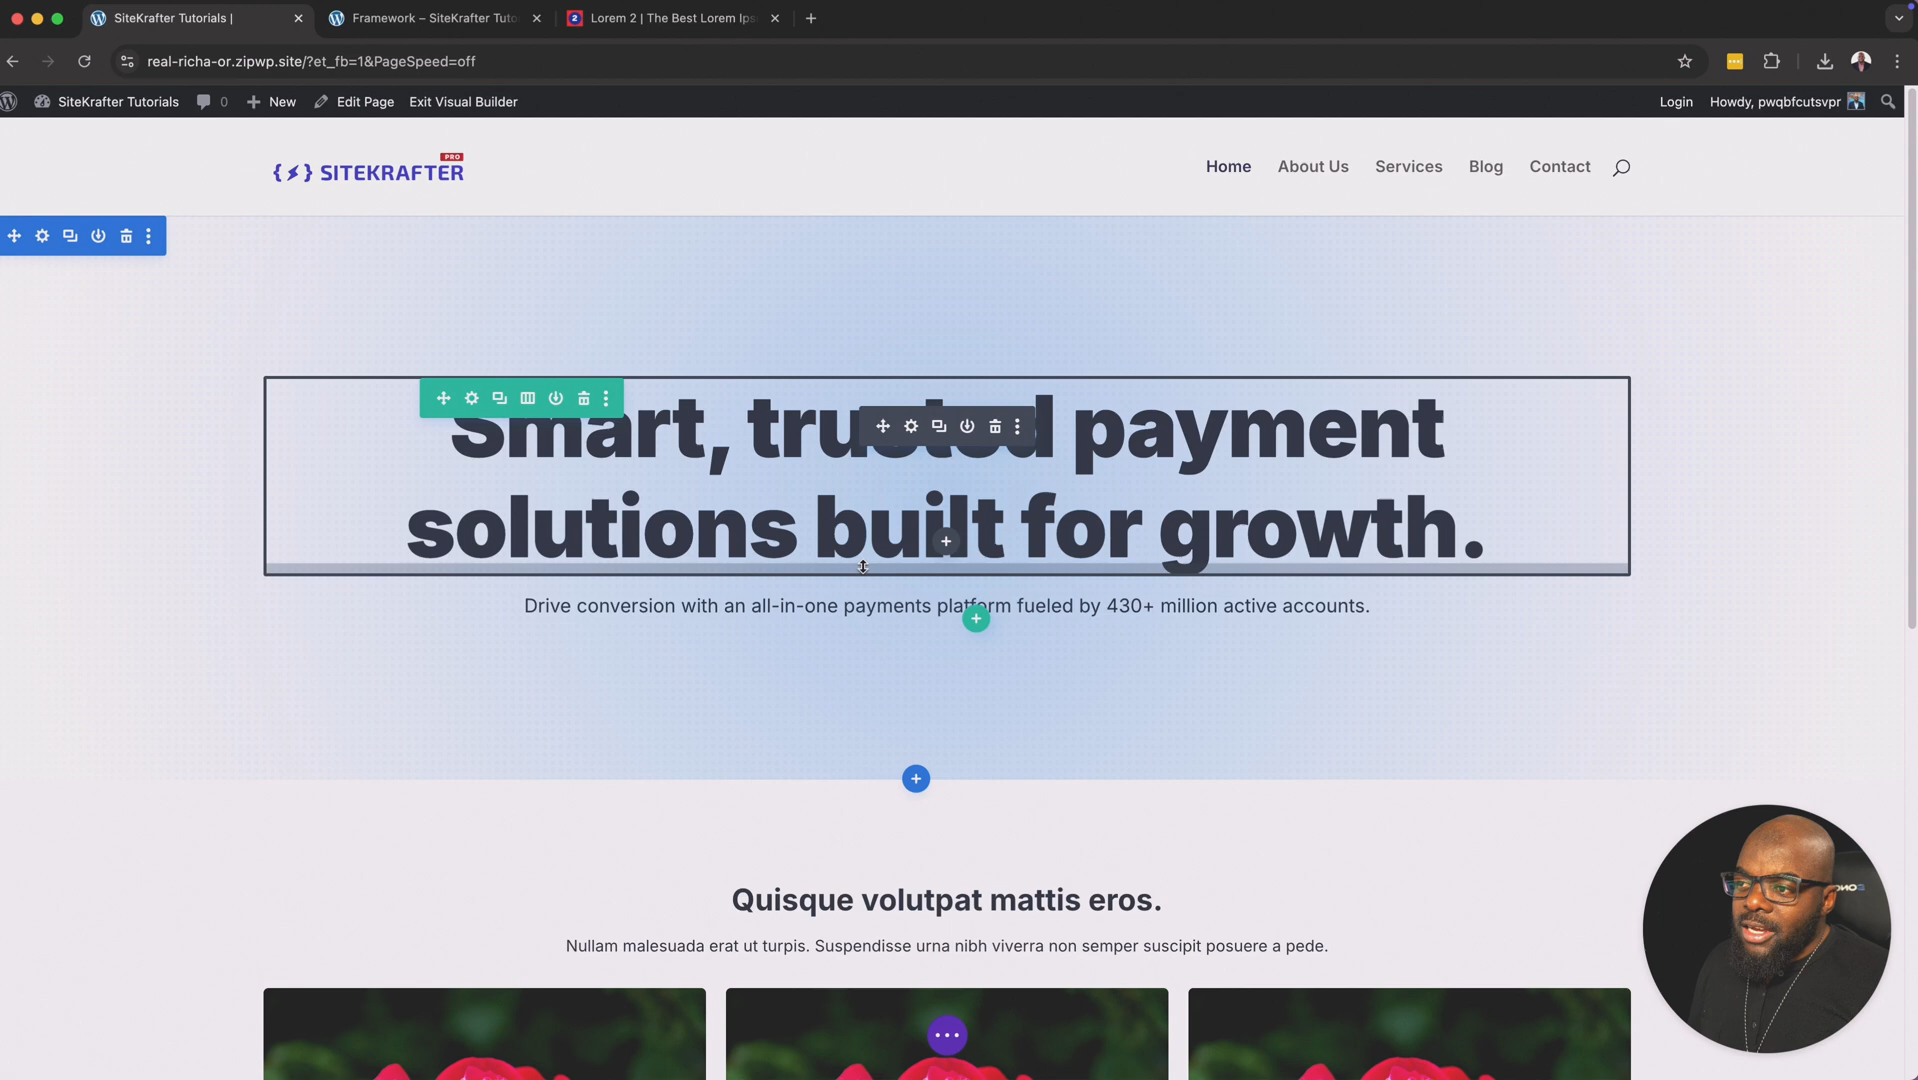 SiteKrafter Tutorials |
Framework – SiteKrafter Tuto
Lorem 2 | The Best Lorem Ips
real-richa-or.zipwp.site/?et_fb=1&PageSpeed=off
SiteKrafter Tutorials 0 New Edit Page Exit Visual Builder
Login Howdy, pwqbfcutsvpr
{⚡} SITEKRAFTER PRO
Home About Us Services Blog Contact
Smart, trusted payment
solutions built for growth.
Drive conversion with an all-in-one payments platform fueled by 430+ million active accounts.
Quisque volutpat mattis eros.
Nullam malesuada erat ut turpis. Suspendisse urna nibh viverra non semper suscipit posuere a pede.